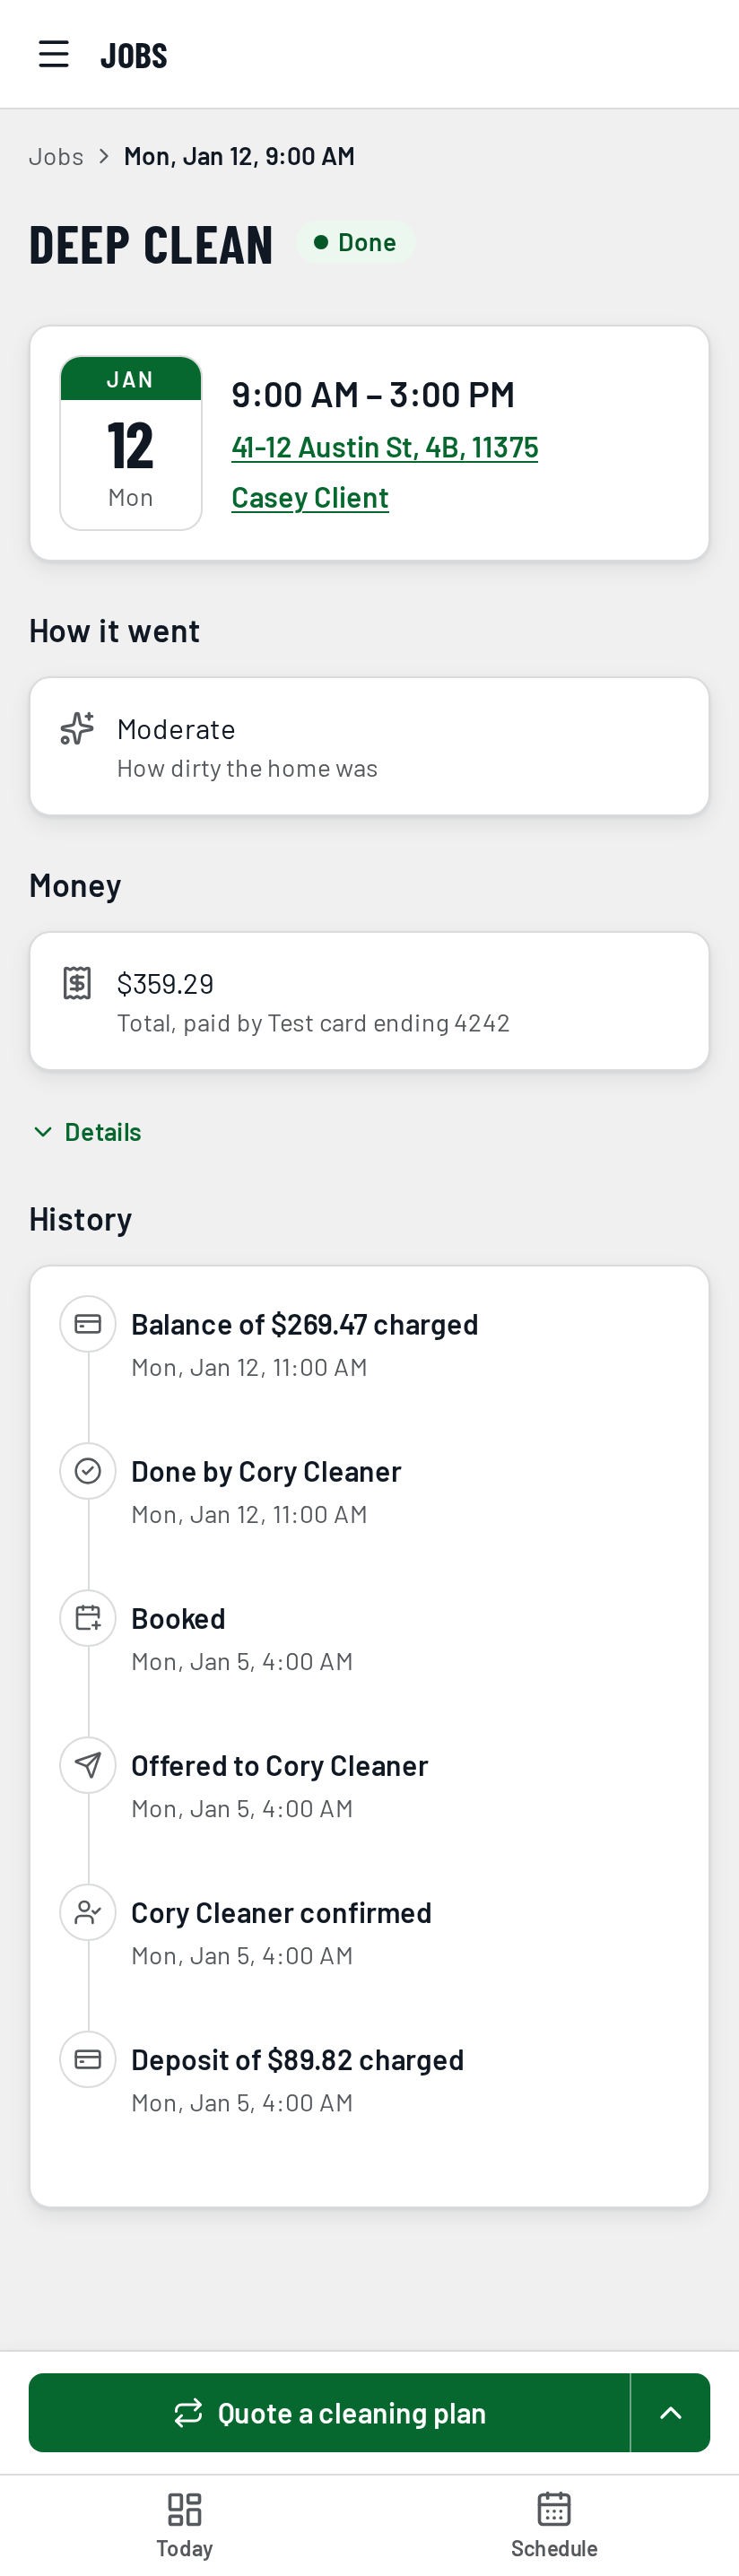 JOBS
Jobs > Mon, Jan 12, 9:00 AM
DEEP CLEAN
Done
JAN
12
Mon
9:00 AM – 3:00 PM
41-12 Austin St, 4B, 11375
Casey Client
How it went
Moderate
How dirty the home was
Money
$359.29
Total, paid by Test card ending 4242
Details
History
Balance of $269.47 charged
Mon, Jan 12, 11:00 AM
Done by Cory Cleaner
Mon, Jan 12, 11:00 AM
Booked
Mon, Jan 5, 4:00 AM
Offered to Cory Cleaner
Mon, Jan 5, 4:00 AM
Cory Cleaner confirmed
Mon, Jan 5, 4:00 AM
Deposit of $89.82 charged
Mon, Jan 5, 4:00 AM
Quote a cleaning plan
Today
Schedule